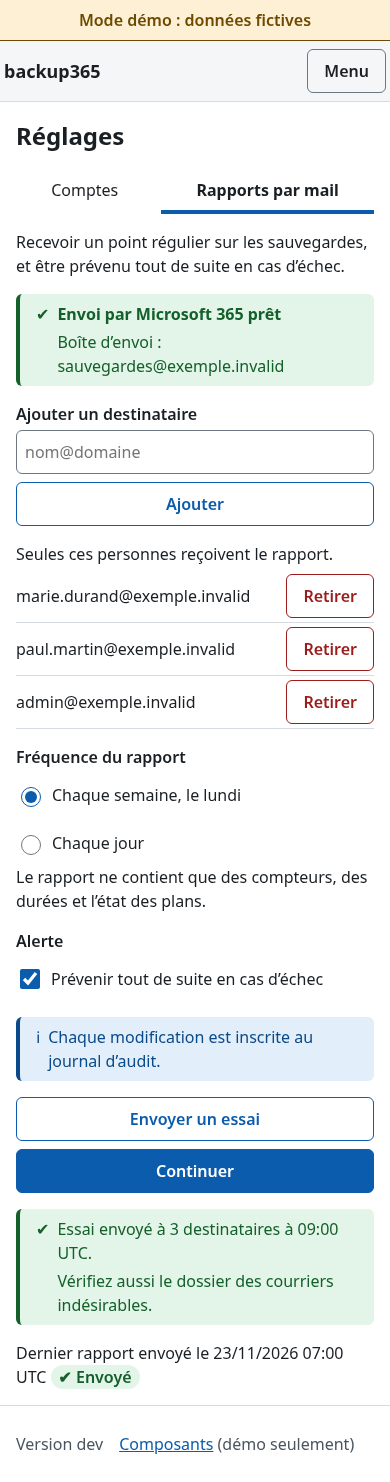 Mode démo : données fictives
backup365 Menu
Réglages
Comptes Rapports par mail
Recevoir un point régulier sur les sauvegardes,
et être prévenu tout de suite en cas d’échec.
✔ Envoi par Microsoft 365 prêt
Boîte d’envoi :
sauvegardes@exemple.invalid
Ajouter un destinataire
nom@domaine
Ajouter
Seules ces personnes reçoivent le rapport.
marie.durand@exemple.invalid Retirer
paul.martin@exemple.invalid Retirer
admin@exemple.invalid Retirer
Fréquence du rapport
Chaque semaine, le lundi
Chaque jour
Le rapport ne contient que des compteurs, des
durées et l’état des plans.
Alerte
Prévenir tout de suite en cas d’échec
i Chaque modification est inscrite au
journal d’audit.
Envoyer un essai
Continuer
✔ Essai envoyé à 3 destinataires à 09:00
UTC.
Vérifiez aussi le dossier des courriers
indésirables.
Dernier rapport envoyé le 23/11/2026 07:00
UTC ✔ Envoyé
Version dev Composants (démo seulement)